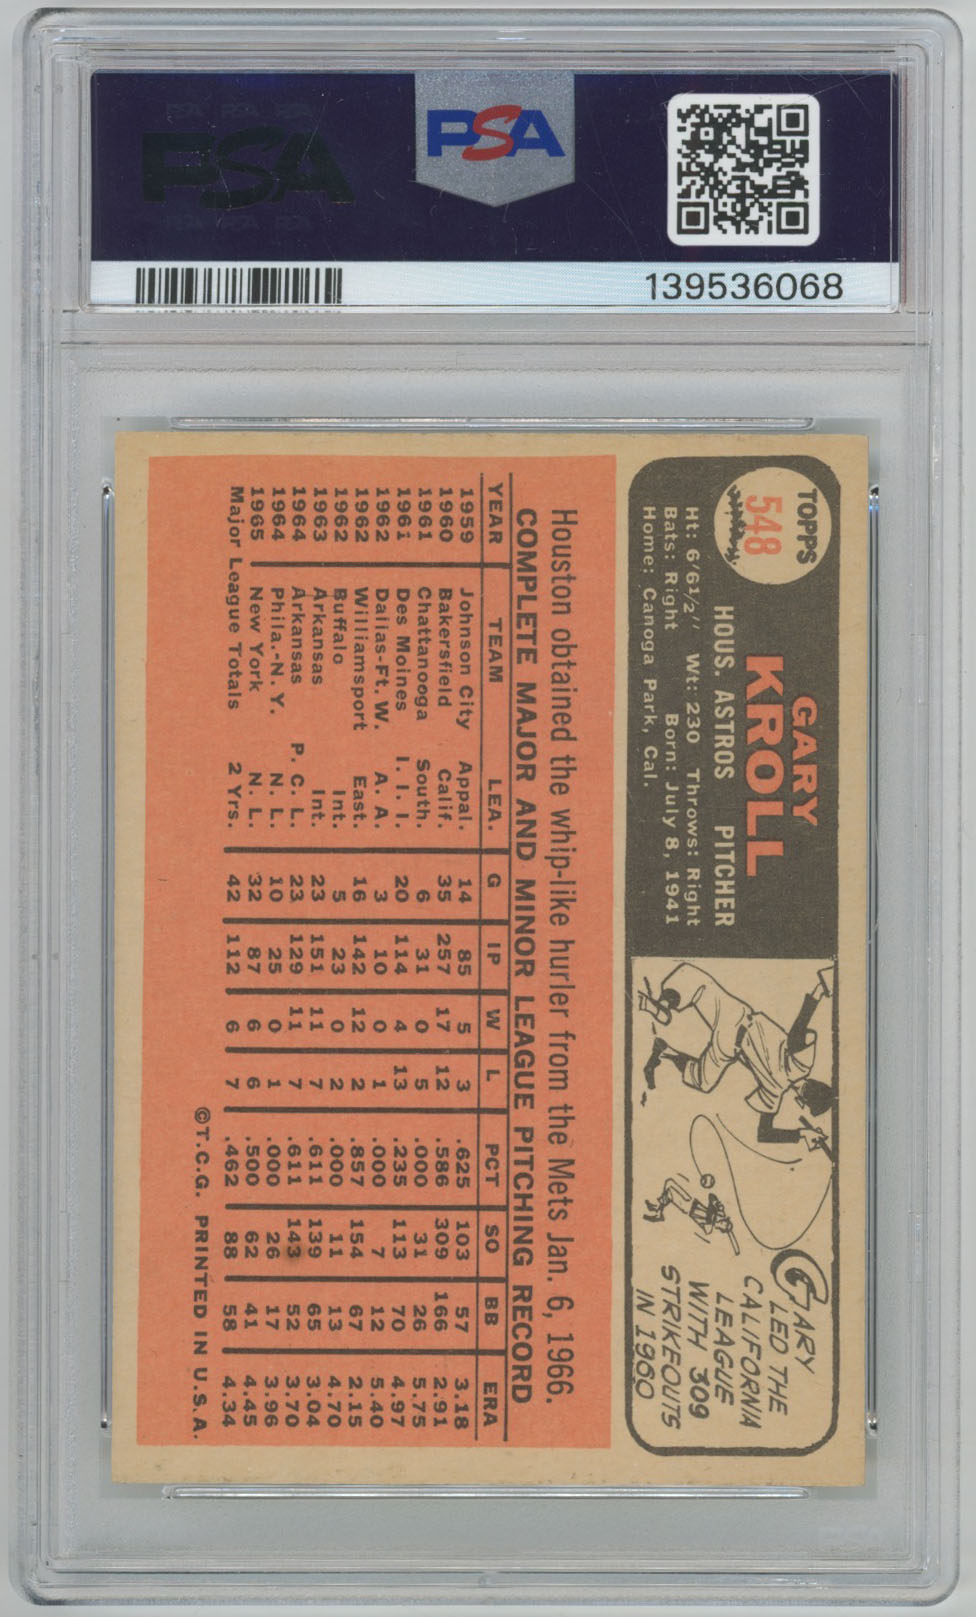 PSA
PSA
139536068
TOPPS
548
GARY
KROLL
HOUS. ASTROS PITCHER
Ht: 6'6½" Wt: 230 Throws: Right
Bats: Right Born: July 8, 1941
Home: Canoga Park, Cal.
GARY
LED THE
CALIFORNIA
LEAGUE
WITH 309
STRIKEOUTS
IN 1960
Houston obtained the whip-like hurler from the Mets Jan. 6, 1966.
COMPLETE MAJOR AND MINOR LEAGUE PITCHING RECORD
YEAR TEAM LEA. G IP W L PCT SO BB ERA
1959 Johnson City Appal. 14 85 5 3 .625 103 57 3.18
1960 Bakersfield Calif. 35 257 17 12 .586 309 166 2.91
1961 Chattanooga South. 6 31 0 5 .000 31 26 5.75
1961 Des Moines I. I. I. 20 114 4 13 .235 113 70 4.97
1962 Dallas-Ft. W. A. A. 3 10 0 1 .000 7 12 5.40
1962 Williamsport East. 16 142 12 2 .857 154 67 2.15
1962 Buffalo Int. 5 23 0 2 .000 11 13 4.70
1963 Arkansas Int. 23 151 11 7 .611 139 65 3.04
1964 Arkansas P. C. L. 23 129 11 7 .611 143 52 3.70
1964 Phila.-N. Y. N. L. 10 25 0 1 .000 26 17 3.96
1965 New York N. L. 32 87 6 6 .500 62 41 4.45
Major League Totals 2 Yrs. 42 112 6 7 .462 88 58 4.34
©T.C.G. PRINTED IN U.S.A.